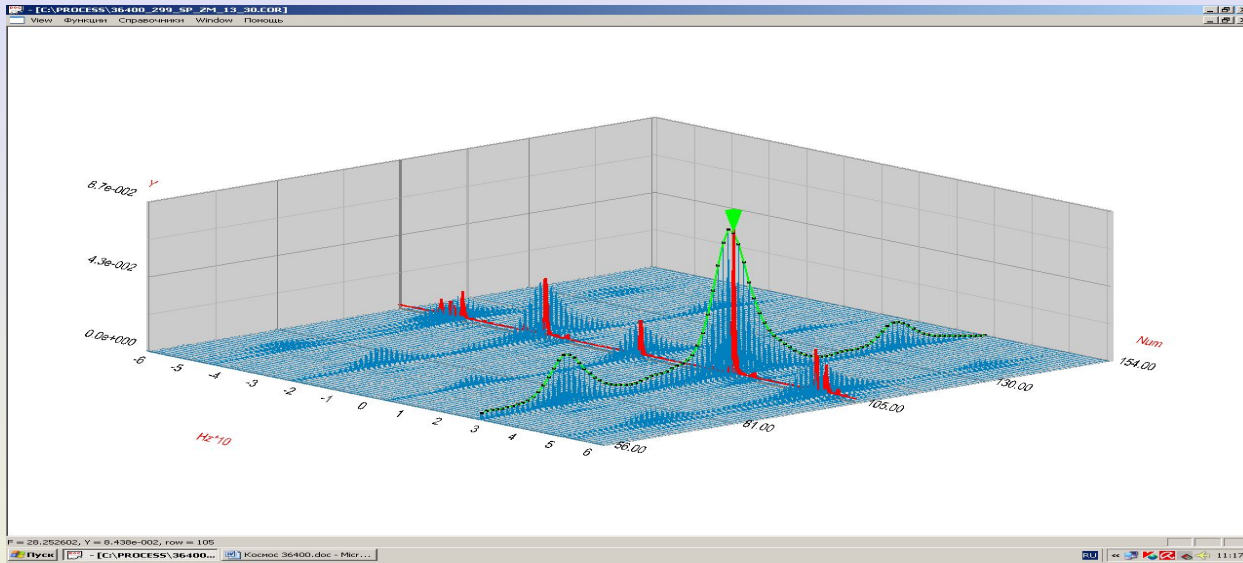 - [C:\PROCESS\36400_299_SP_ZM_13_30.COR]
View Функции Справочники Window Помощь
8.7e-002
Y
4.3e-002
0.0e+000
-6 -5 -4 -3 -2 -1 0 1 2 3 4 5 6
Hz*10
56.00 81.00 105.00 130.00 154.00
Num
F = 28.252602, Y = 8.438e-002, row = 105
Пуск - [C:\PROCESS\36400... Космос 36400.doc - Micr... RU << 11:17